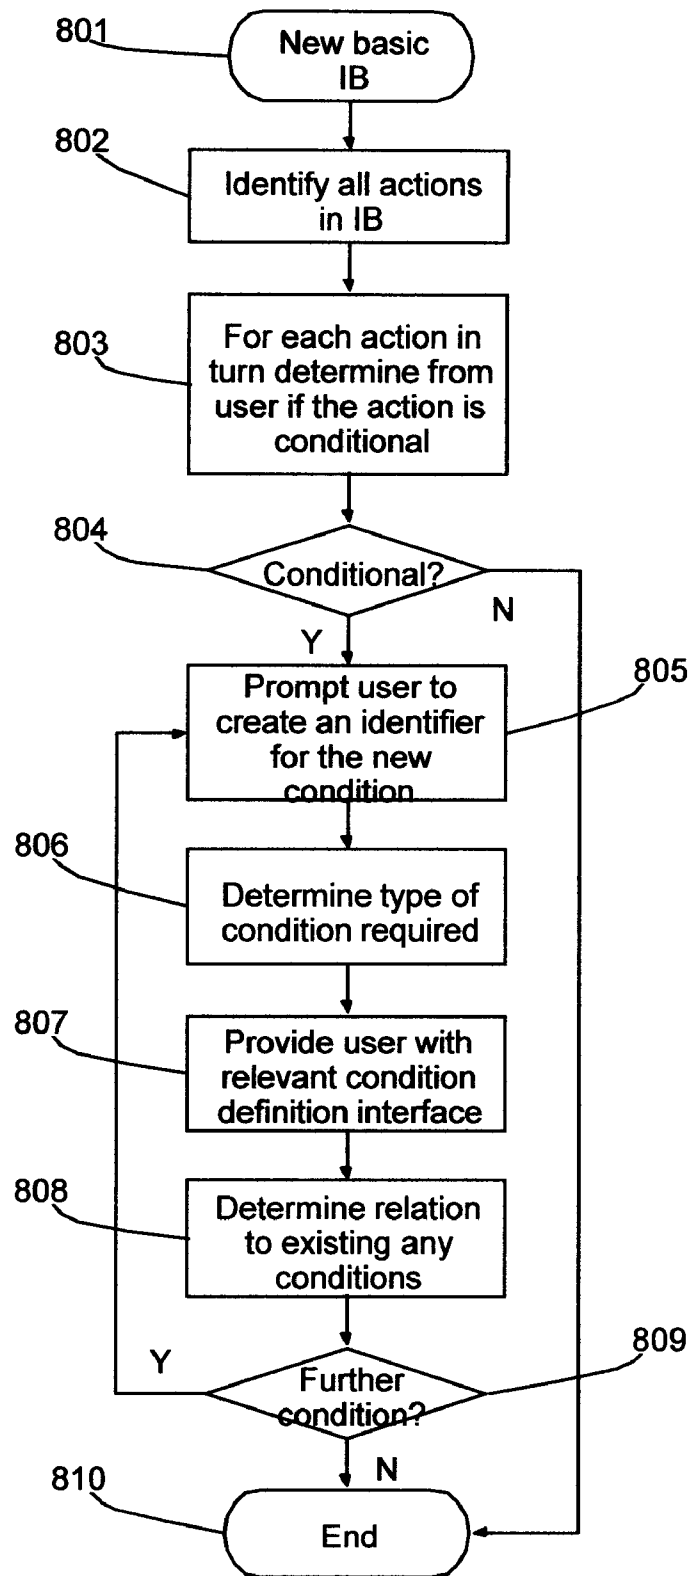 801
New basic
IB
802
Identify all actions
in IB
803
For each action in
turn determine from
user if the action is
conditional
804
Conditional?
N
Y
805
Prompt user to
create an identifier
for the new
condition
806
Determine type of
condition required
807
Provide user with
relevant condition
definition interface
808
Determine relation
to existing any
conditions
809
Y
Further
condition?
N
810
End